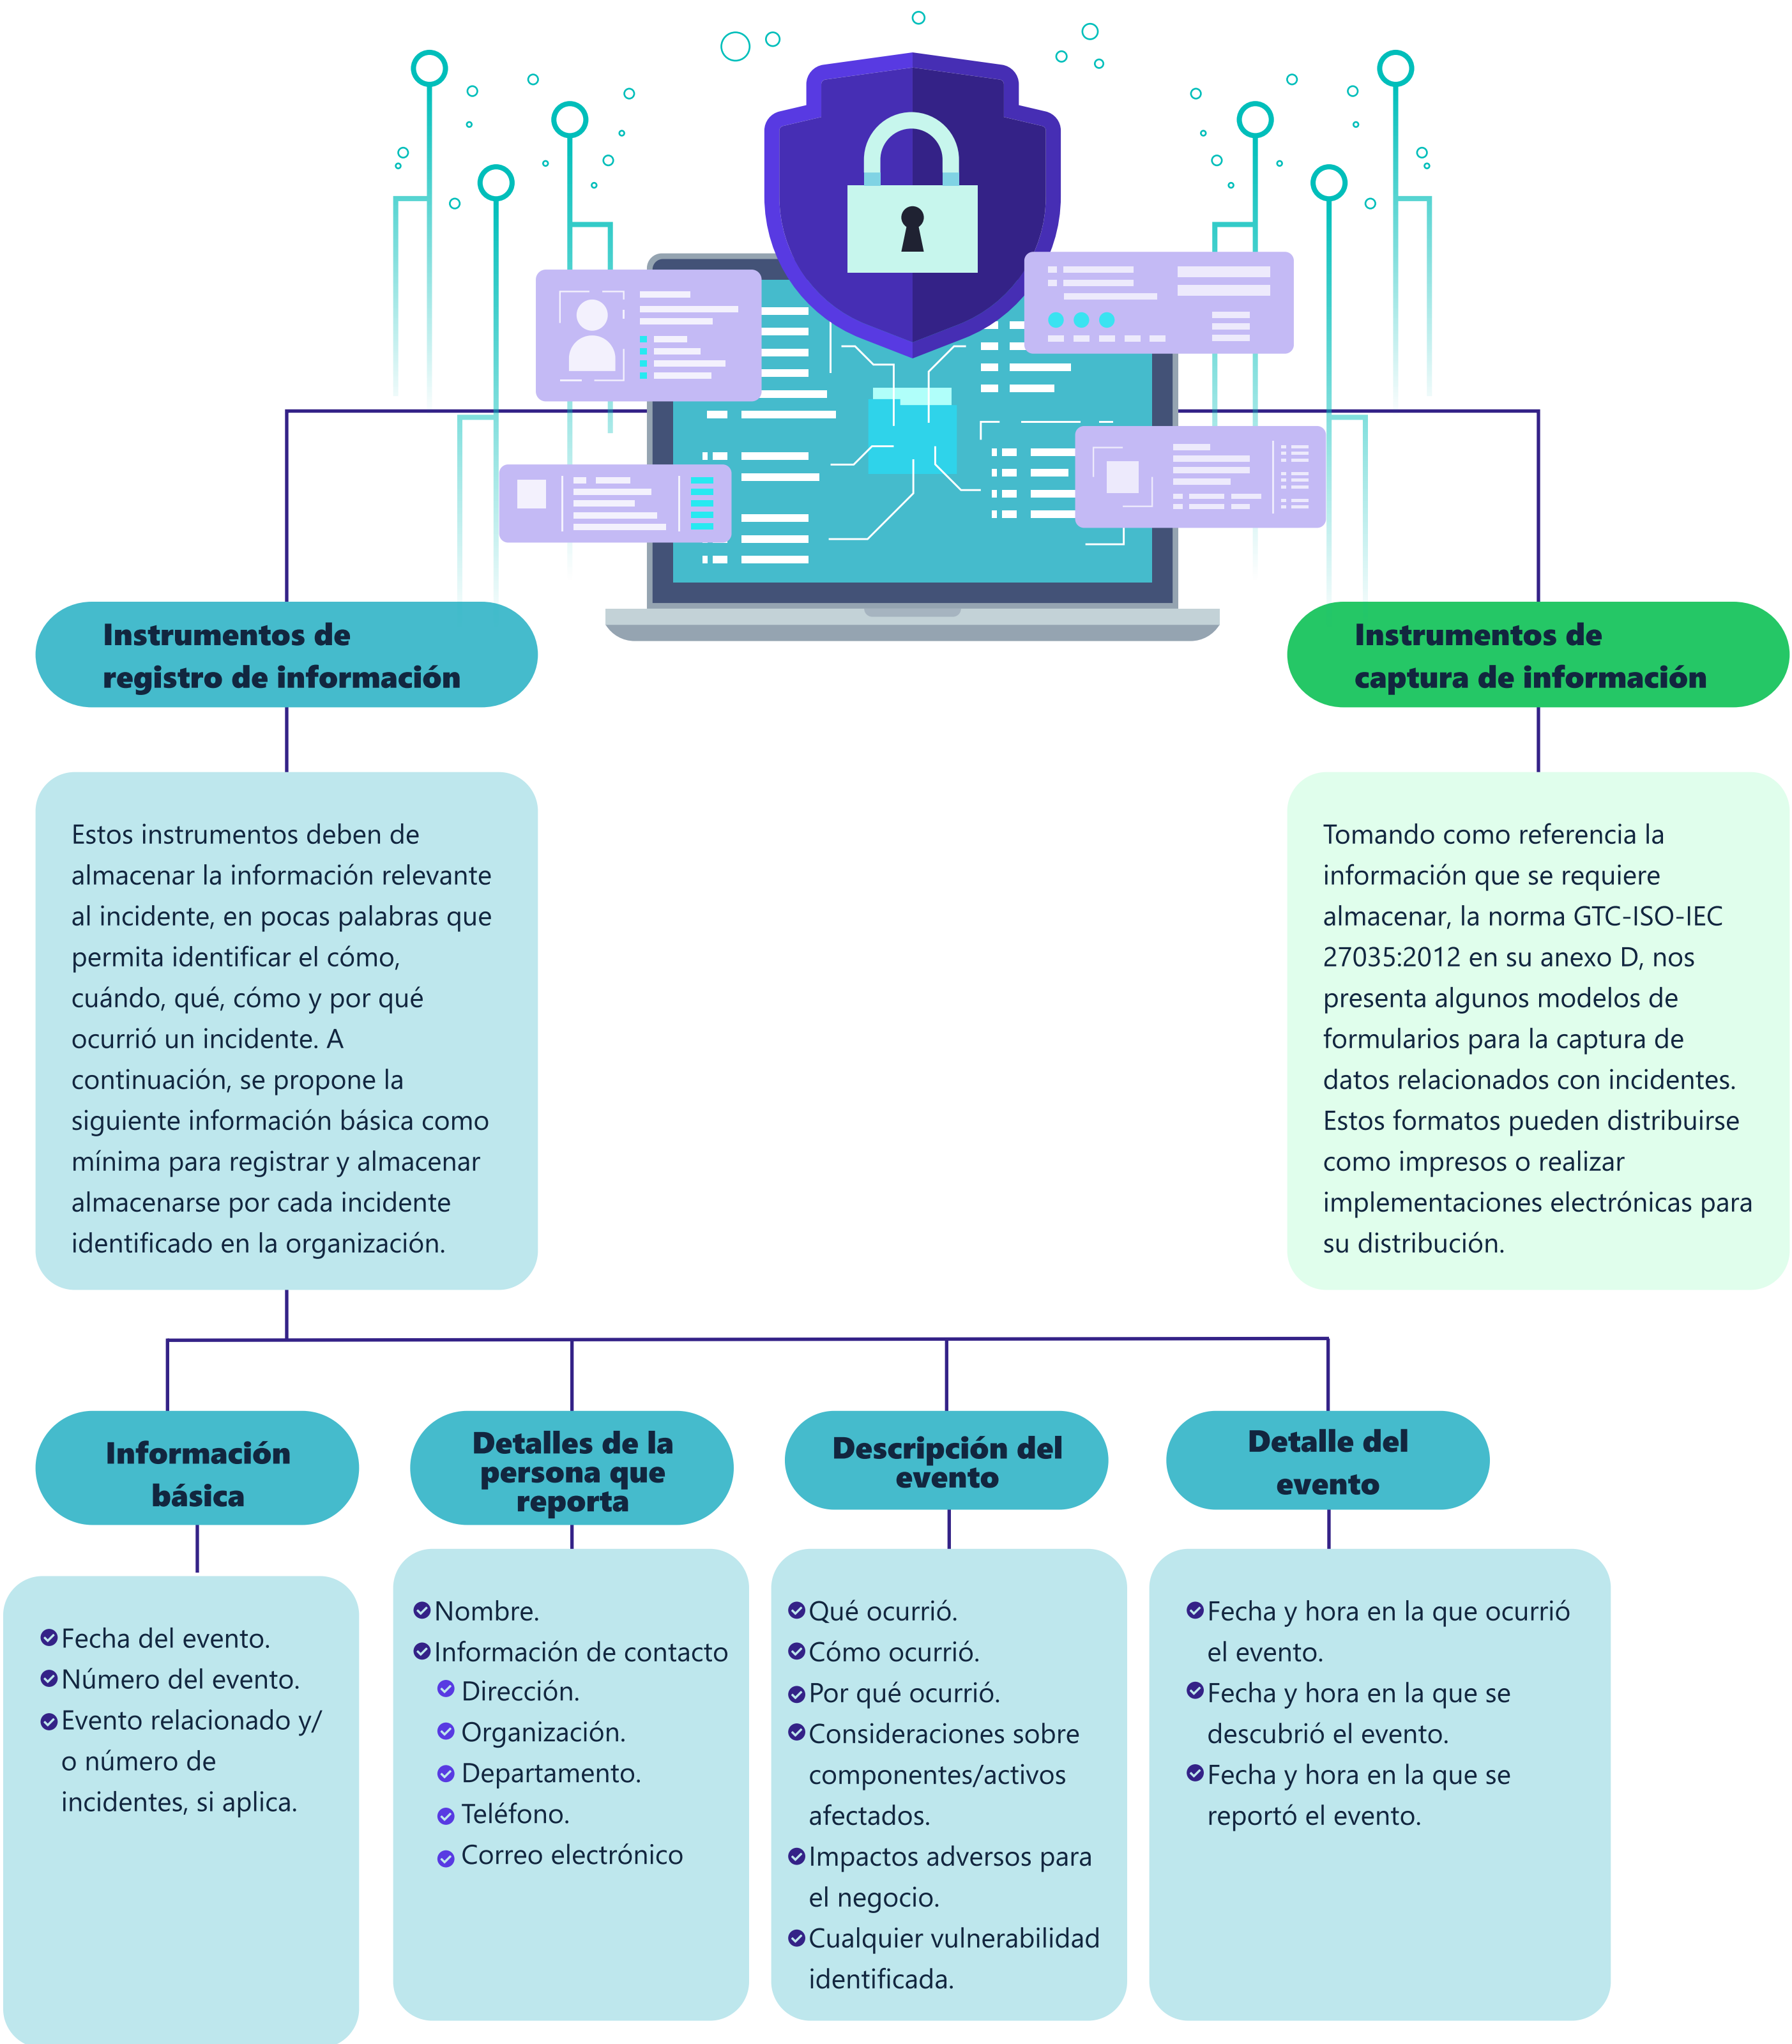 Instrumentos de
registro de información
Estos instrumentos deben de
almacenar la información relevante
al incidente, en pocas palabras que
permita identificar el cómo,
cuándo, qué, cómo y por qué
ocurrió un incidente. A
continuación, se propone la
siguiente información básica como
mínima para registrar y almacenar
almacenarse por cada incidente
identificado en la organización.
Instrumentos de
captura de información
Tomando como referencia la
información que se requiere
almacenar, la norma GTC-ISO-IEC
27035:2012 en su anexo D, nos
presenta algunos modelos de
formularios para la captura de
datos relacionados con incidentes.
Estos formatos pueden distribuirse
como impresos o realizar
implementaciones electrónicas para
su distribución.
Información
básica
Fecha del evento.
Número del evento.
Evento relacionado y/
o número de
incidentes, si aplica.
Detalles de la
persona que
reporta
Nombre.
Información de contacto
Dirección.
Organización.
Departamento.
Teléfono.
Correo electrónico
Descripción del
evento
Qué ocurrió.
Cómo ocurrió.
Por qué ocurrió.
Consideraciones sobre
componentes/activos
afectados.
Impactos adversos para
el negocio.
Cualquier vulnerabilidad
identificada.
Detalle del
evento
Fecha y hora en la que ocurrió
el evento.
Fecha y hora en la que se
descubrió el evento.
Fecha y hora en la que se
reportó el evento.